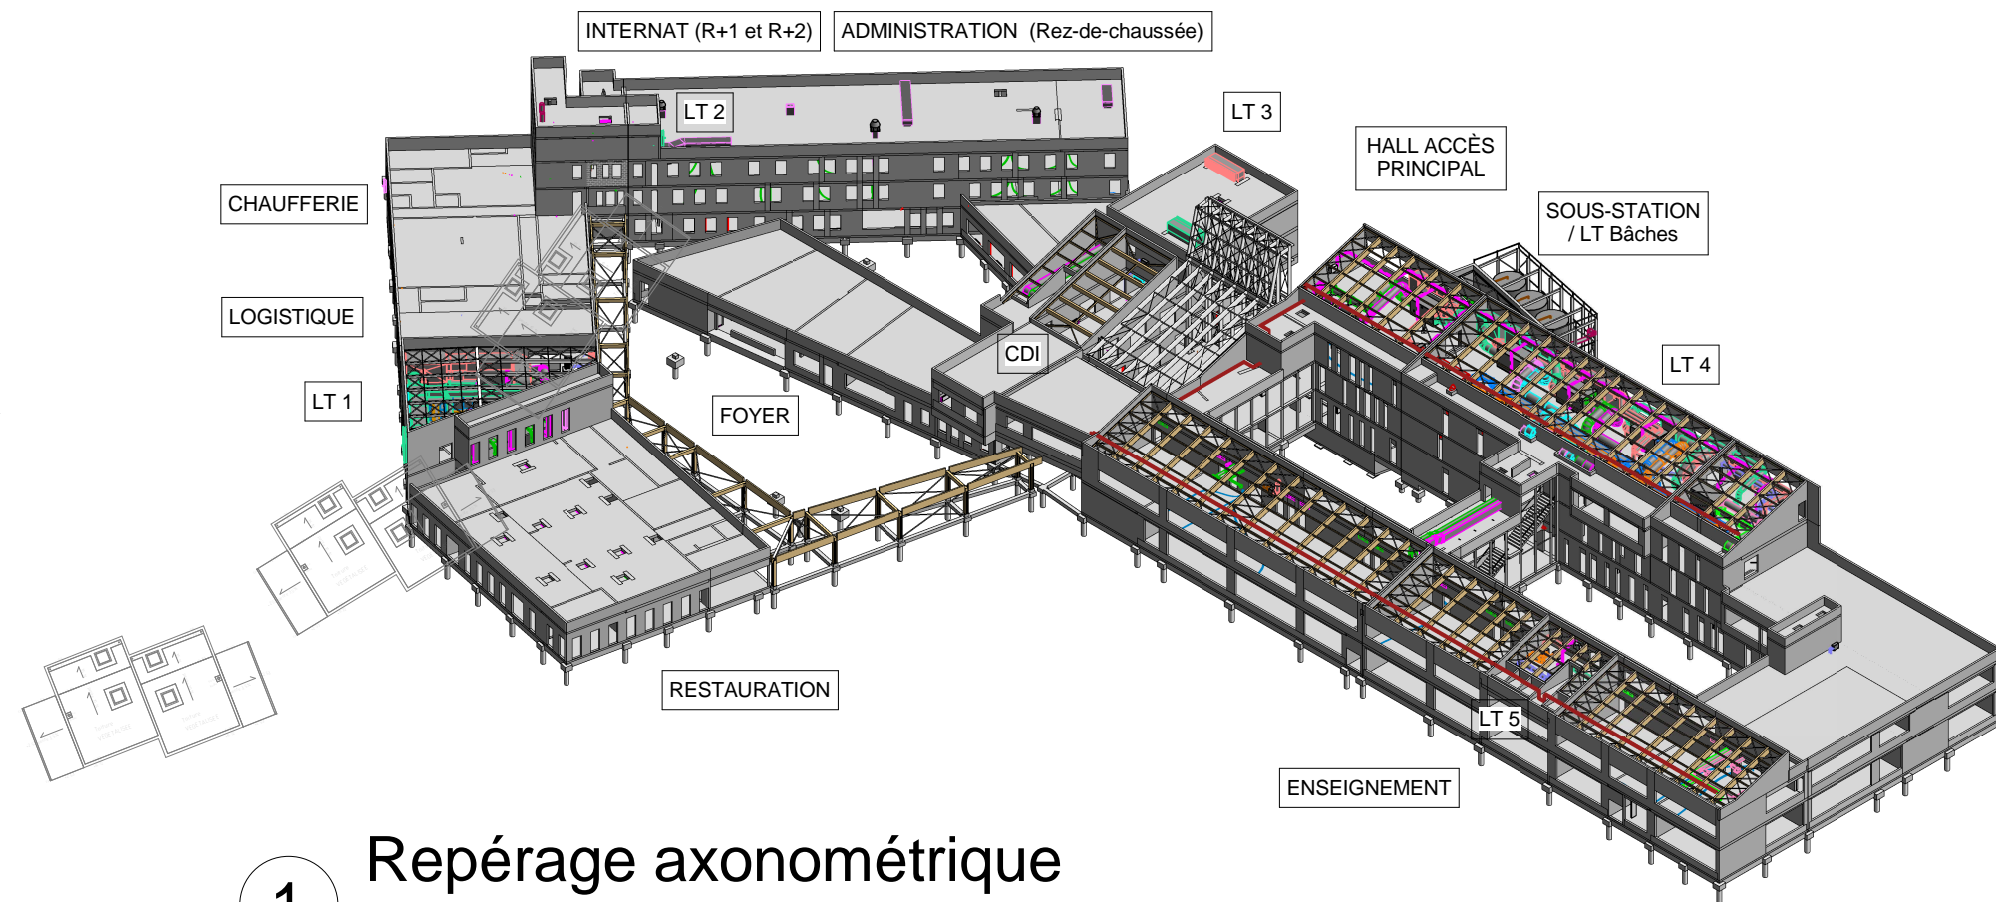 INTERNAT (R+1 et R+2)
ADMINISTRATION (Rez-de-chaussée)
LT 2
LT 3
HALL ACCÈS
PRINCIPAL
CHAUFFERIE
SOUS-STATION
/ LT Bâches
LOGISTIQUE
CDI
LT 4
LT 1
FOYER
RESTAURATION
LT 5
ENSEIGNEMENT
Repérage axonométrique
1